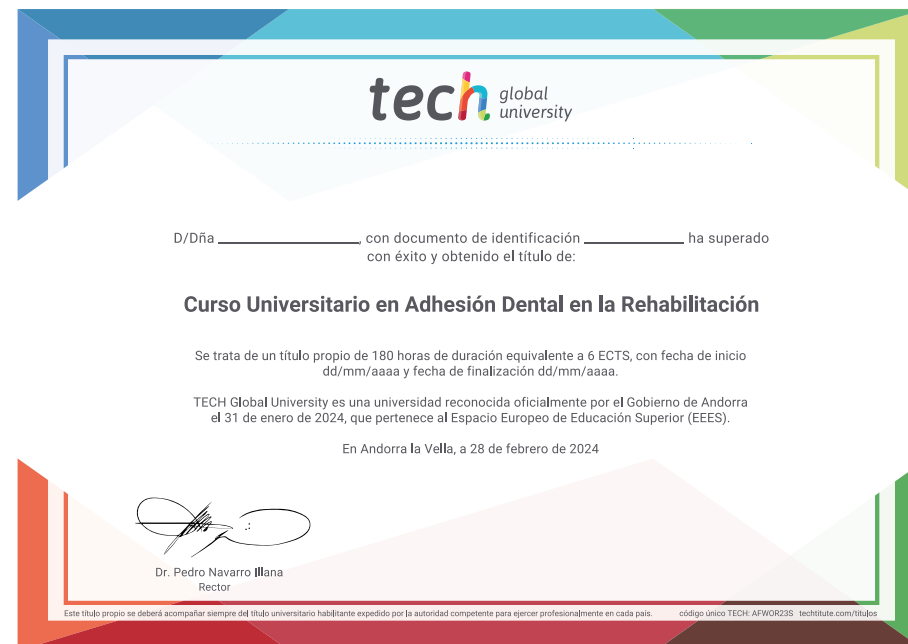 tech global university
D/Dña ____________________, con documento de identificación ______________ ha superado
con éxito y obtenido el título de:
Curso Universitario en Adhesión Dental en la Rehabilitación
Se trata de un título propio de 180 horas de duración equivalente a 6 ECTS, con fecha de inicio
dd/mm/aaaa y fecha de finalización dd/mm/aaaa.
TECH Global University es una universidad reconocida oficialmente por el Gobierno de Andorra
el 31 de enero de 2024, que pertenece al Espacio Europeo de Educación Superior (EEES).
En Andorra la Vella, a 28 de febrero de 2024
Dr. Pedro Navarro Illana
Rector
Este título propio se deberá acompañar siempre del título universitario habilitante expedido por la autoridad competente para ejercer profesionalmente en cada país. código único TECH: AFWOR23S techtitute.com/titulos